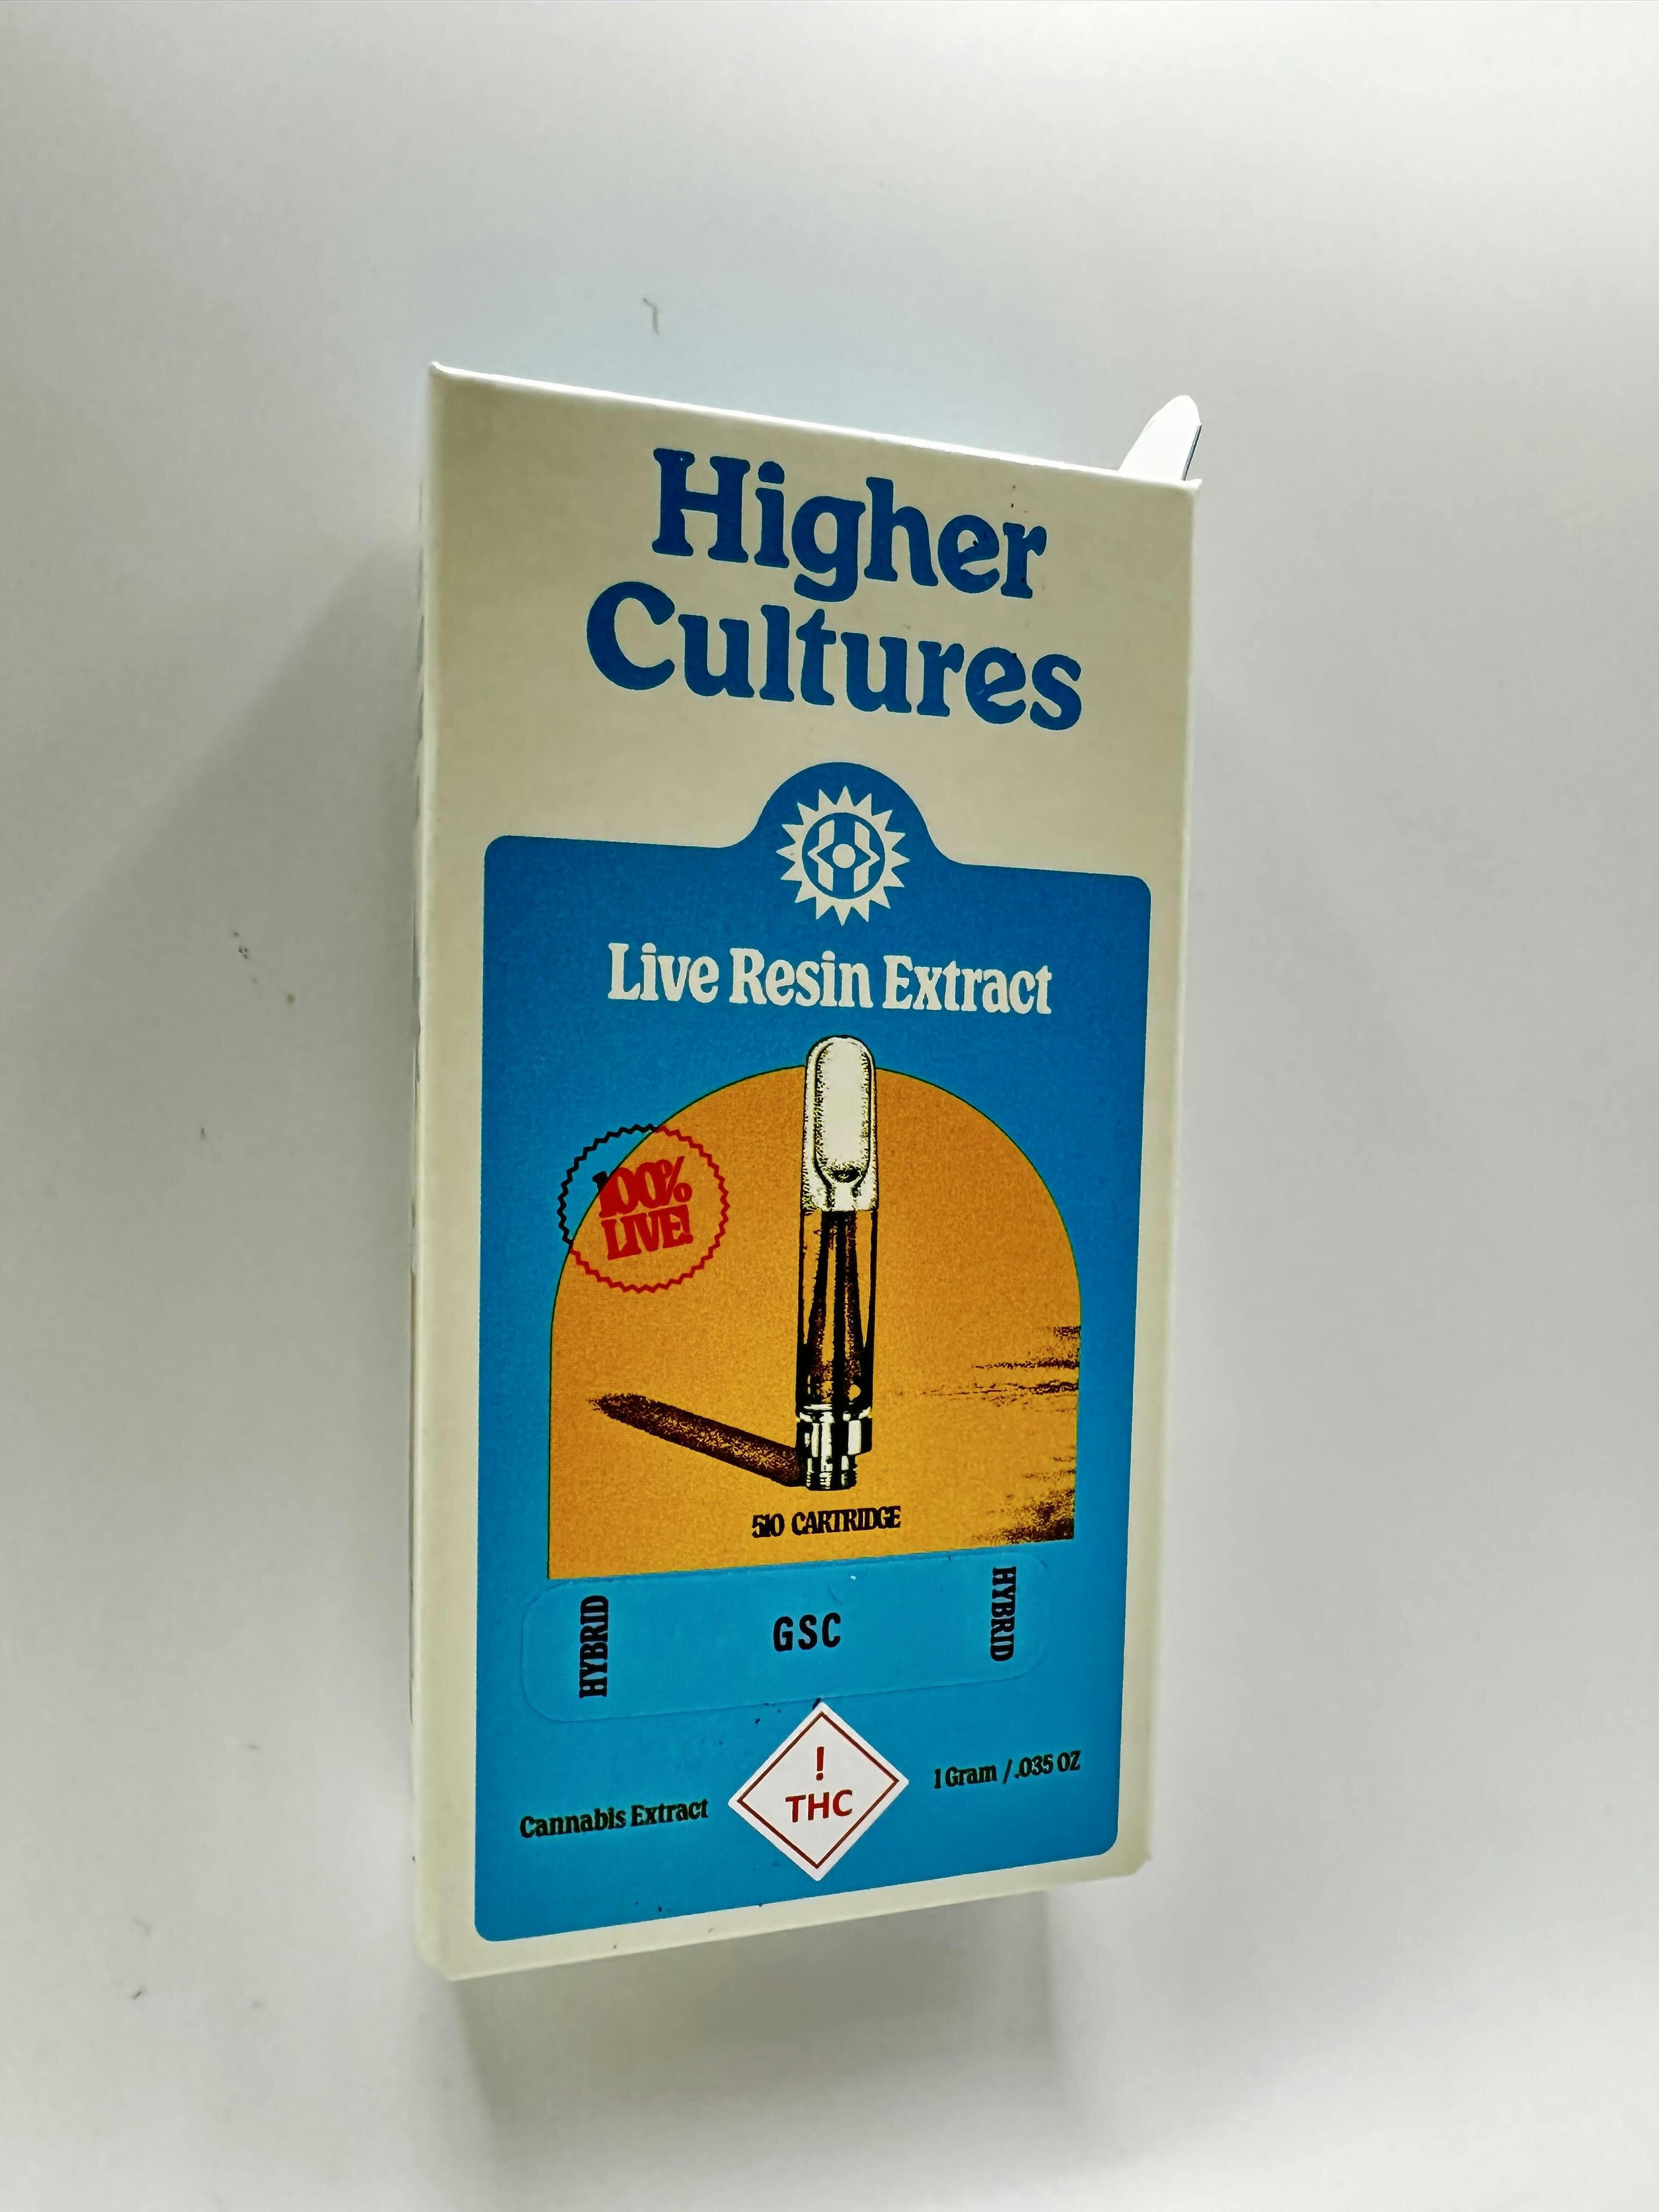 Higher
Cultures
Live Resin Extract
100%
LIVE!
510 CARTRIDGE
HYBRID
GSC
HYBRID
!
THC
Cannabis Extract
1 Gram / .035 OZ